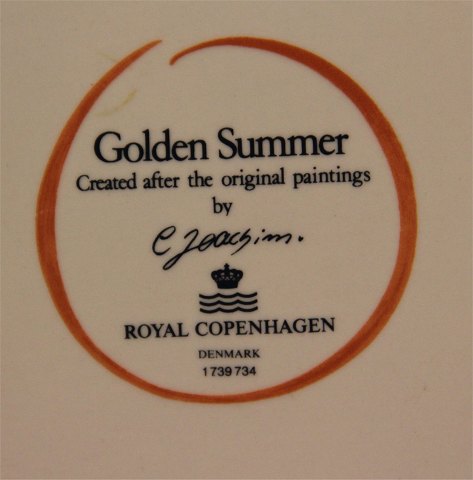 Golden Summer
Created after the original paintings
by
C Joachim.
ROYAL COPENHAGEN
DENMARK
1739734